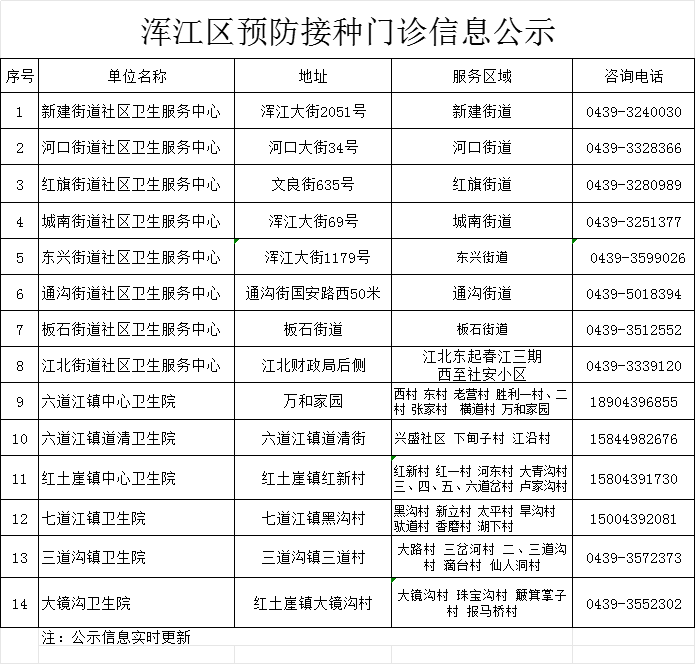 浑江区预防接种门诊信息公示
序号 单位名称 地址 服务区域 咨询电话
1 新建街道社区卫生服务中心 浑江大街2051号 新建街道 0439-3240030
2 河口街道社区卫生服务中心 河口大街34号 河口街道 0439-3328366
3 红旗街道社区卫生服务中心 文良街635号 红旗街道 0439-3280989
4 城南街道社区卫生服务中心 浑江大街69号 城南街道 0439-3251377
5 东兴街道社区卫生服务中心 浑江大街1179号 东兴街道 0439-3599026
6 通沟街道社区卫生服务中心 通沟街国安路西50米 通沟街道 0439-5018394
7 板石街道社区卫生服务中心 板石街道 板石街道 0439-3512552
8 江北街道社区卫生服务中心 江北财政局后侧 江北东起春江三期
西至社安小区 0439-3339120
9 六道江镇中心卫生院 万和家园 西村 东村 老营村 胜利一村、二
村 张家村 横道村 万和家园 18904396855
10 六道江镇道清卫生院 六道江镇道清街 兴盛社区 下甸子村 江沿村 15844982676
11 红土崖镇中心卫生院 红土崖镇红新村 红新村 红一村 河东村 大青沟村
三、四、五、六道岔村 卢家沟村 15804391730
12 七道江镇卫生院 七道江镇黑沟村 黑沟村 新立村 太平村 旱沟村
驮道村 香磨村 湖下村 15004392081
13 三道沟镇卫生院 三道沟镇三道村 大路村 三岔河村 二、三道沟
村 滴台村 仙人洞村 0439-3572373
14 大镜沟卫生院 红土崖镇大镜沟村 大镜沟村 珠宝沟村 簸箕掌子
村 报马桥村 0439-3552302
注：公示信息实时更新